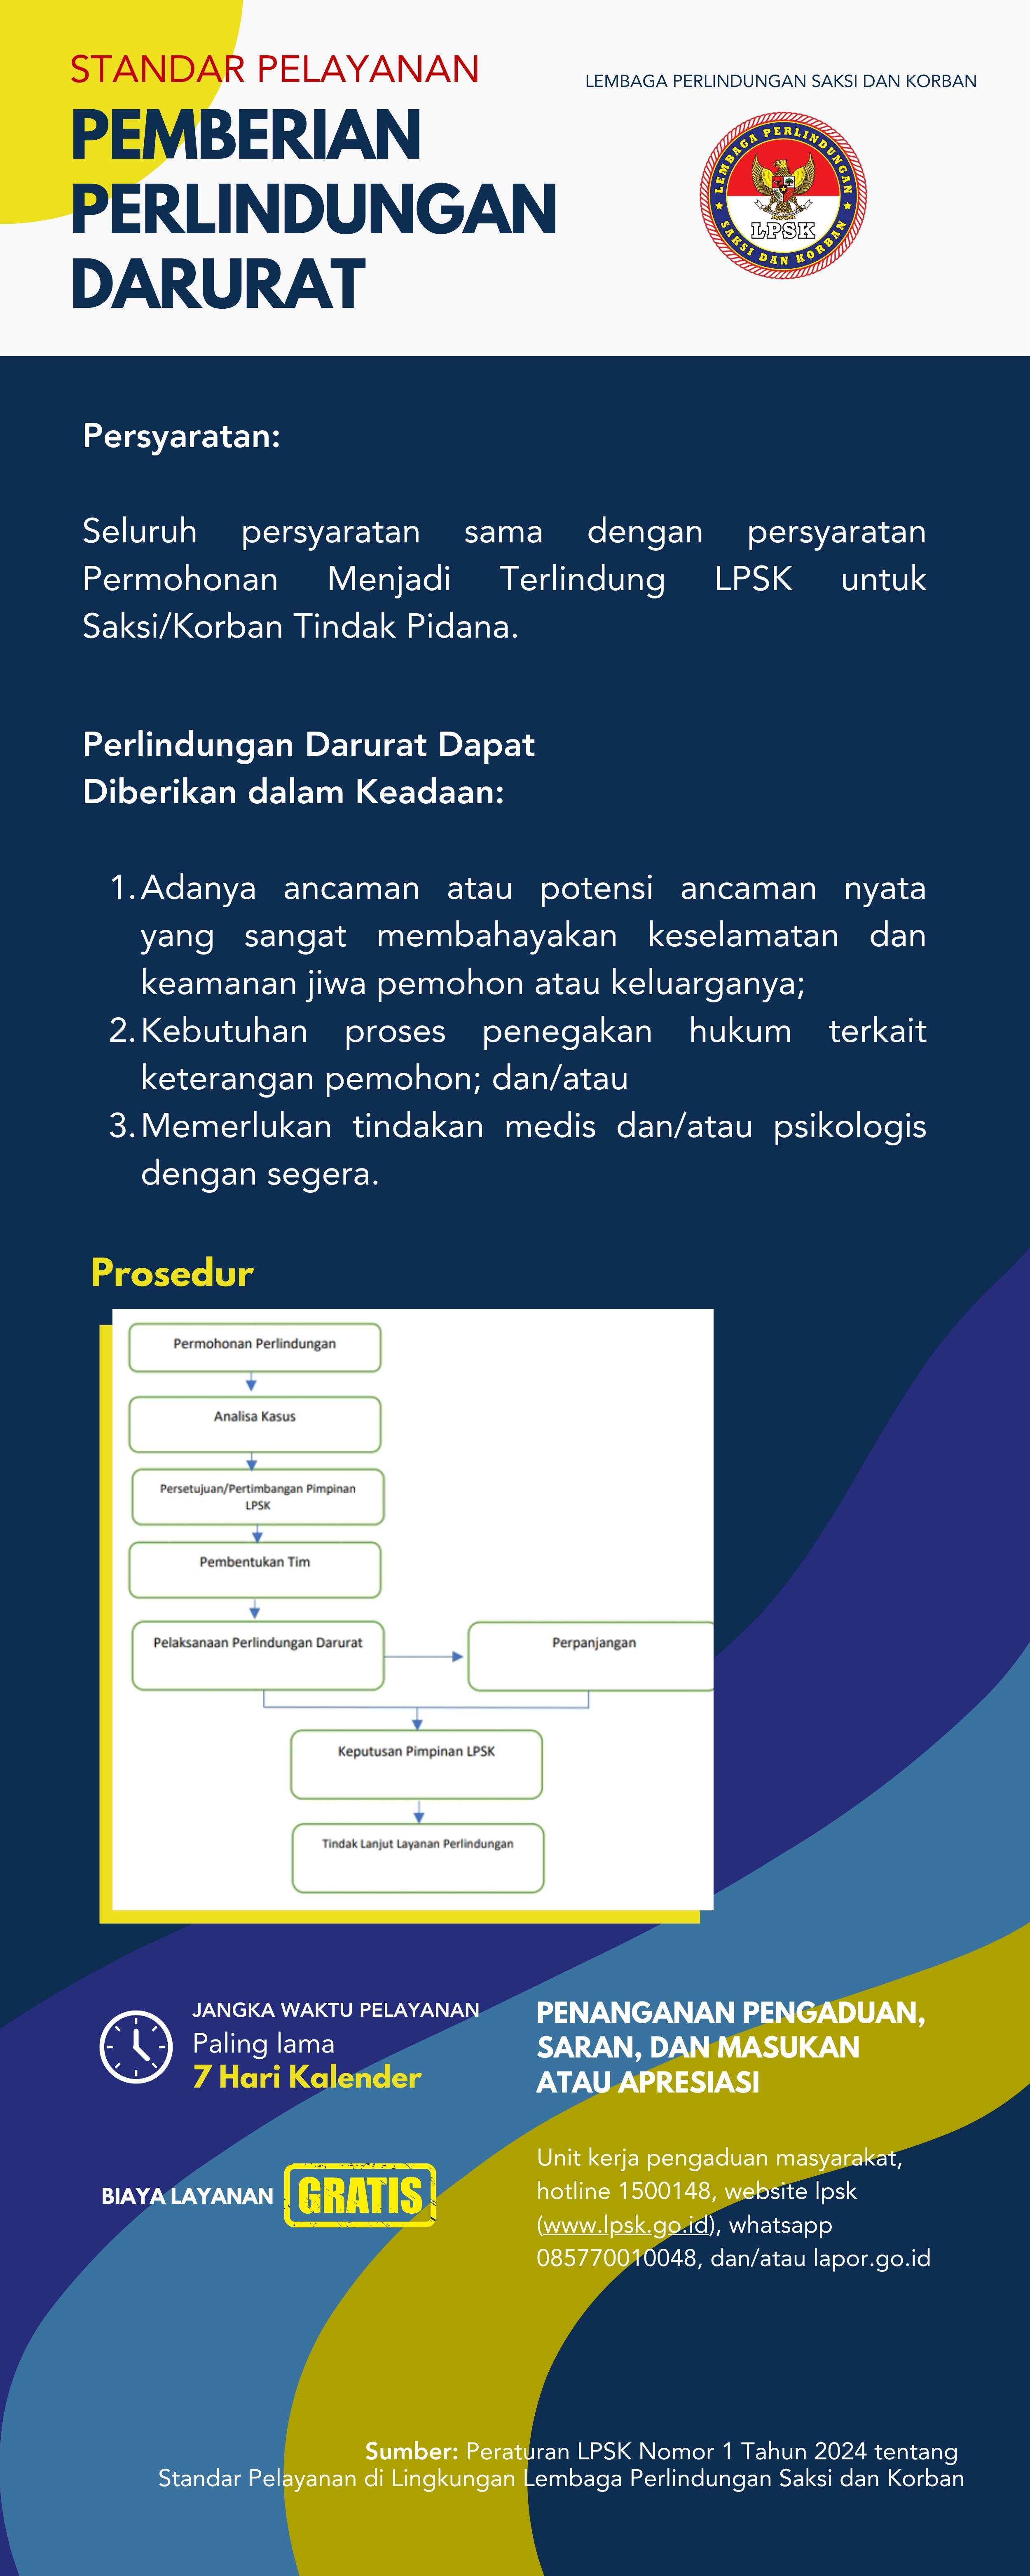 STANDAR PELAYANAN
PEMBERIAN
PERLINDUNGAN
DARURAT
LEMBAGA PERLINDUNGAN SAKSI DAN KORBAN
LEMBAGA PERLINDUNGAN
LPSK
SAKSI DAN KORBAN
Persyaratan:
Seluruh persyaratan sama dengan persyaratan
Permohonan Menjadi Terlindung LPSK untuk
Saksi/Korban Tindak Pidana.
Perlindungan Darurat Dapat
Diberikan dalam Keadaan:
1. Adanya ancaman atau potensi ancaman nyata
yang sangat membahayakan keselamatan dan
keamanan jiwa pemohon atau keluarganya;
2. Kebutuhan proses penegakan hukum terkait
keterangan pemohon; dan/atau
3. Memerlukan tindakan medis dan/atau psikologis
dengan segera.
Prosedur
Permohonan Perlindungan
Analisa Kasus
Persetujuan/Pertimbangan Pimpinan
LPSK
Pembentukan Tim
Pelaksanaan Perlindungan Darurat
Perpanjangan
Keputusan Pimpinan LPSK
Tindak Lanjut Layanan Perlindungan
JANGKA WAKTU PELAYANAN
Paling lama
7 Hari Kalender
BIAYA LAYANAN
GRATIS
PENANGANAN PENGADUAN,
SARAN, DAN MASUKAN
ATAU APRESIASI
Unit kerja pengaduan masyarakat,
hotline 1500148, website lpsk
(www.lpsk.go.id), whatsapp
085770010048, dan/atau lapor.go.id
Sumber: Peraturan LPSK Nomor 1 Tahun 2024 tentang
Standar Pelayanan di Lingkungan Lembaga Perlindungan Saksi dan Korban